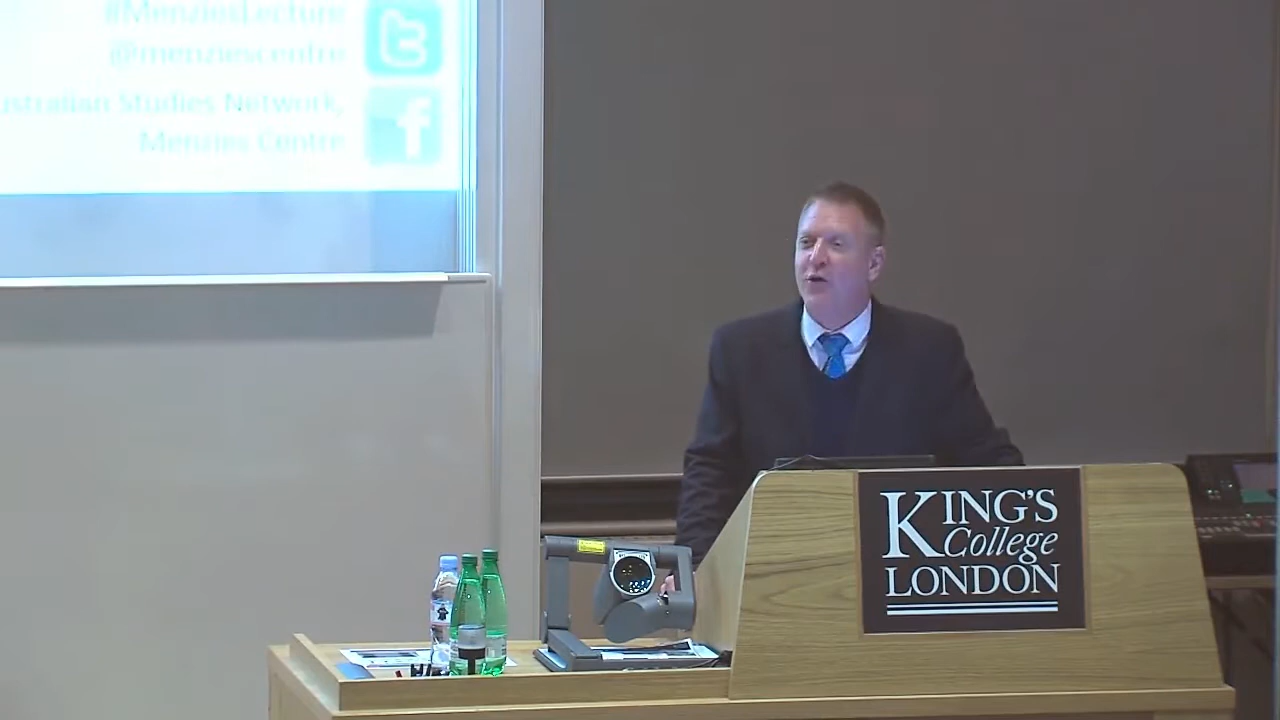 #MenziesLecture
@menziescentre
ustralian Studies Network,
Menzies Centre
KING'S
College
LONDON